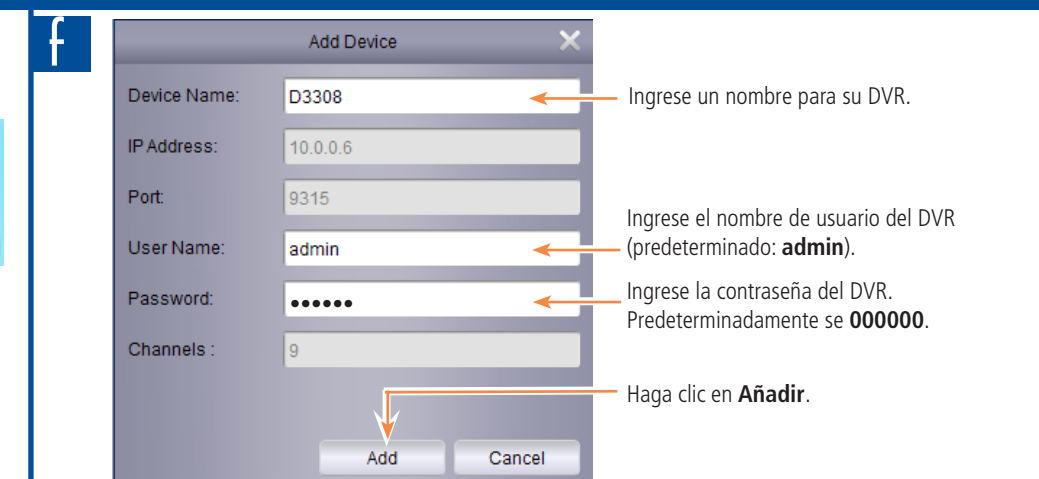 f
Add Device
Device Name: D3308
Ingrese un nombre para su DVR.
IP Address: 10.0.0.6
Port: 9315
Ingrese el nombre de usuario del DVR
(predeterminado: admin).
User Name: admin
Ingrese la contraseña del DVR.
Predeterminadamente se 000000.
Password: ●●●●●●
Channels : 9
Haga clic en Añadir.
Add Cancel